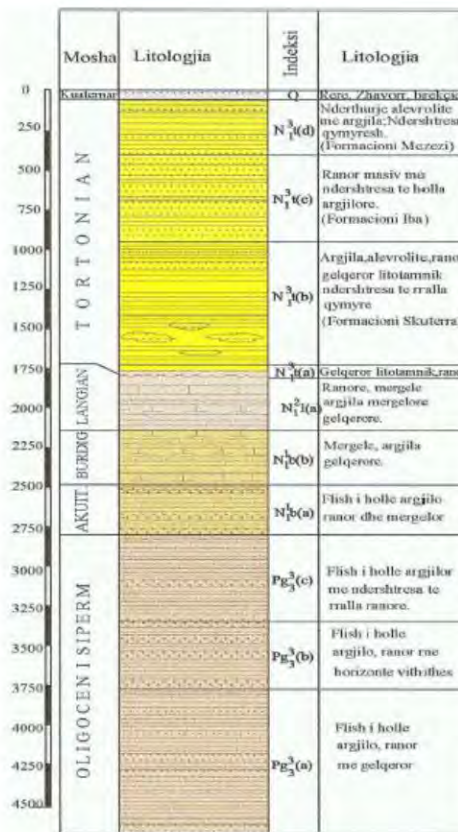 Mosha
Litologjia
Indeksi
Litologjia
0
250
500
750
1000
1250
1500
1750
2000
2250
2500
2750
3000
3250
3500
3750
4000
4250
4500
Kuaternar
Q
Rere, Zhavorr, brekçie
TORTONIAN
N₁³t(d)
Nderthurje alevrolite
me argjila;Ndershtresa
qymyresh.
(Formacioni Mezezi)
N₁³t(c)
Ranor masiv me
ndershtresa te holla
argjilore.
(Formacioni Iba)
N₁³t(b)
Argjila,alevrolite,rano
gelqeror litotamnik
ndershtresa te rralla
qymyre
(Formacioni Skuterra)
N₁³t(a)
Gelqeror litotamnik,rano
LANGIAN
N₁²l(a)
Ranore, mergele
argjila mergelore
gelqerore.
BURDIG
N₁¹b(b)
Mergele, argjila
gelqerore.
AKUIT.
N₁¹b(a)
Flish i holle argjilo
ranor dhe mergelor
OLIGOCENI SIPERM
Pg₃³(c)
Flish i holle argjilor
me ndershtresa te
rralla ranore.
Pg₃³(b)
Flish i holle
argjilo, ranor me
horizonte vithithes
Pg₃³(a)
Flish i holle
argjilo, ranor
me gelqeror